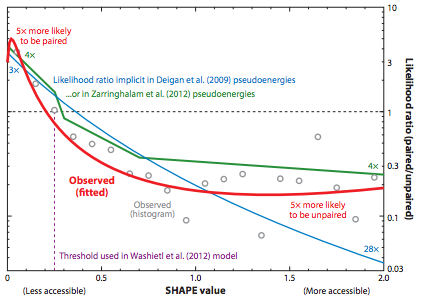 5× more likely
to be paired
4×
3×
Likelihood ratio implicit in Deigan et al. (2009) pseudoenergies
...or in Zarringhalam et al. (2012) pseudoenergies
Observed
(fitted)
Observed
(histogram)
4×
5× more likely
to be unpaired
28×
Threshold used in Washietl et al. (2012) model
10
3
1
0.3
0.1
0.03
Likelihood ratio (paired/unpaired)
0
0.5
1.0
1.5
2.0
(Less accessible)
SHAPE value
(More accessible)